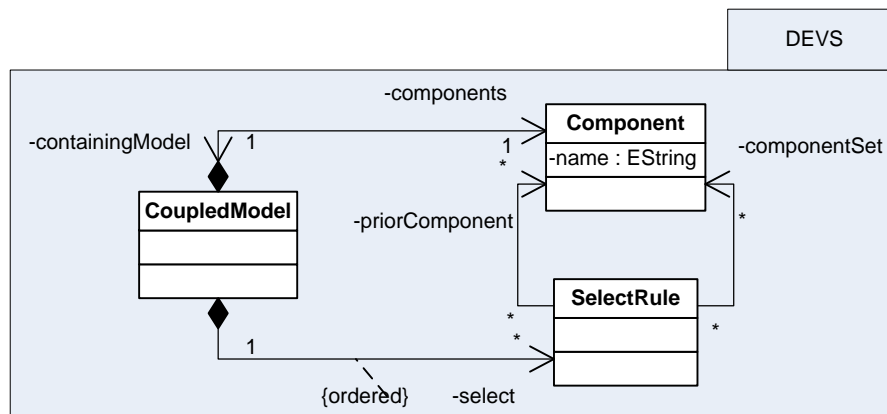 DEVS
-components
-containingModel
1
1
*
Component
-name : EString
-componentSet
CoupledModel
-priorComponent
*
SelectRule
*
*
*
1
{ordered}
-select